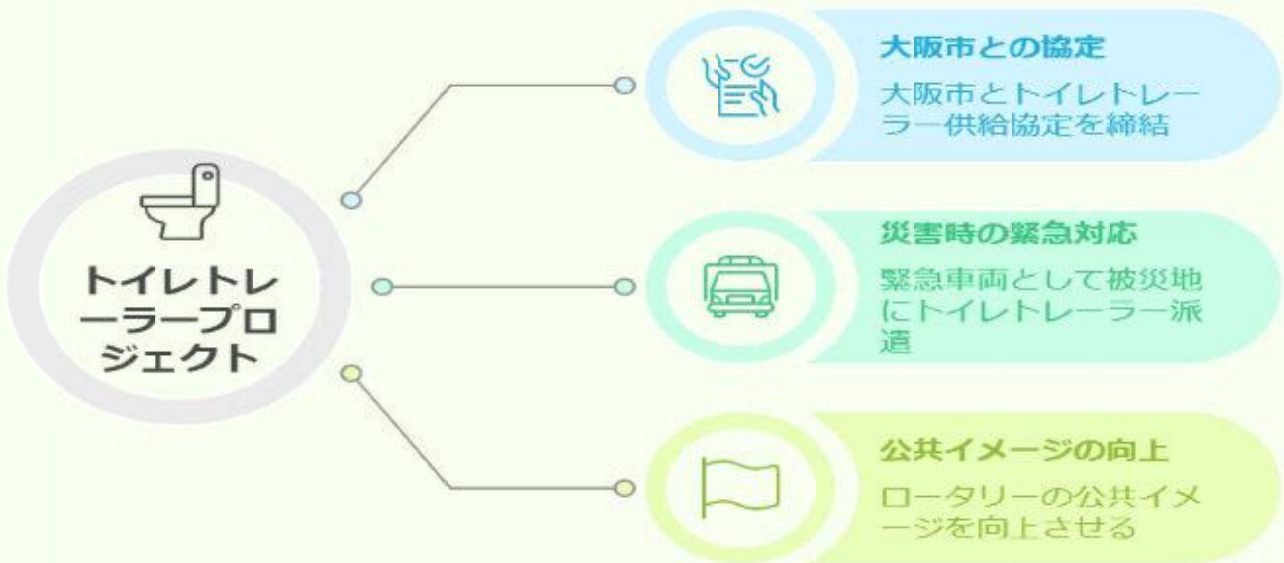 トイレトレ
ーラープロ
ジェクト
大阪市との協定
大阪市とトイレトレー
ラー供給協定を締結
災害時の緊急対応
緊急車両として被災地
にトイレトレーラー派
遣
公共イメージの向上
ロータリーの公共イメ
ージを向上させる